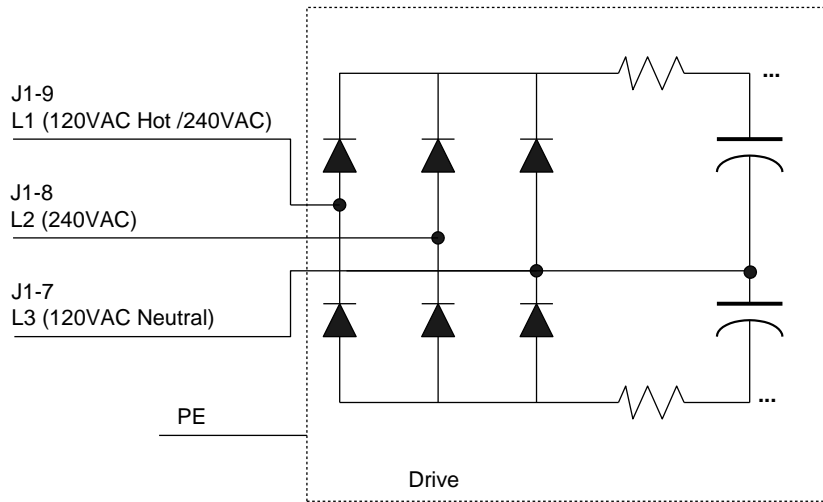 J1-9
L1 (120VAC Hot /240VAC)
J1-8
L2 (240VAC)
J1-7
L3 (120VAC Neutral)
PE
Drive
...
...